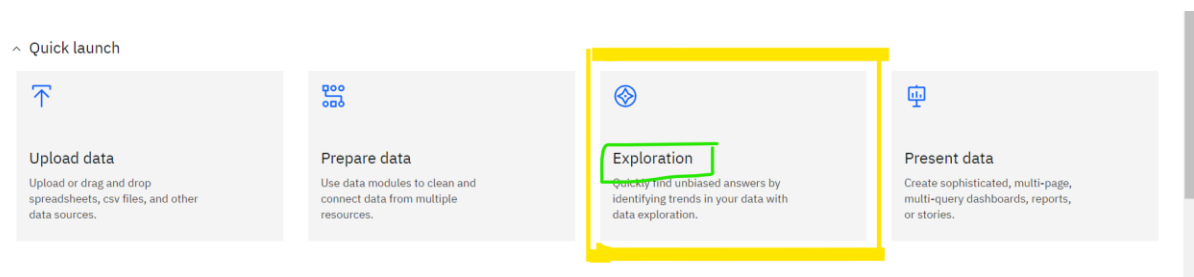 Quick launch
Upload data
Upload or drag and drop
spreadsheets, csv files, and other
data sources.
Prepare data
Use data modules to clean and
connect data from multiple
resources.
Exploration
Quickly find unbiased answers by
identifying trends in your data with
data exploration.
Present data
Create sophisticated, multi-page,
multi-query dashboards, reports,
or stories.